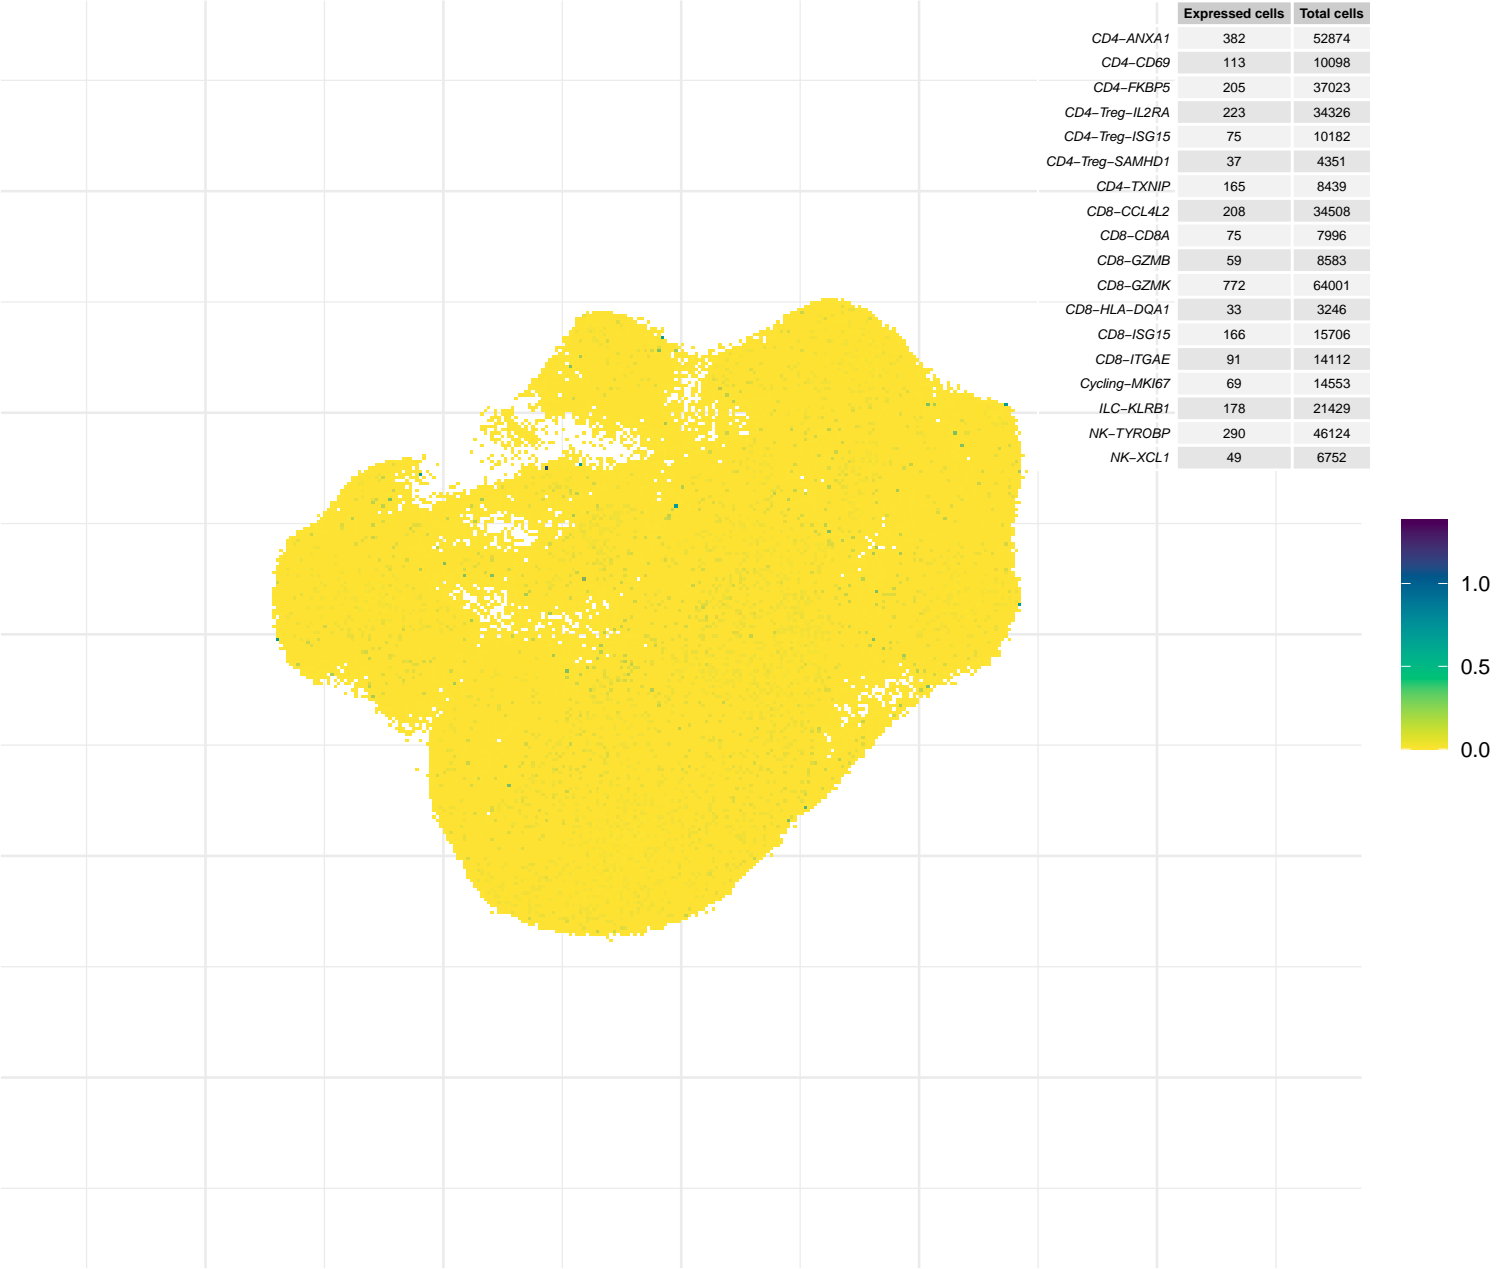 Expressed cells Total cells
CD4−ANXA1 382 52874
CD4−CD69 113 10098
CD4−FKBP5 205 37023
CD4−Treg−IL2RA 223 34326
CD4−Treg−ISG15 75 10182
CD4−Treg−SAMHD1 37 4351
CD4−TXNIP 165 8439
CD8−CCL4L2 208 34508
CD8−CD8A 75 7996
CD8−GZMB 59 8583
CD8−GZMK 772 64001
CD8−HLA−DQA1 33 3246
CD8−ISG15 166 15706
CD8−ITGAE 91 14112
Cycling−MKI67 69 14553
ILC−KLRB1 178 21429
NK−TYROBP 290 46124
NK−XCL1 49 6752
1.0
0.5
0.0